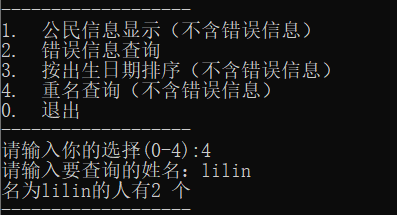 --------------------
1.  公民信息显示（不含错误信息）
2.  错误信息查询
3. 按出生日期排序（不含错误信息）
4.  重名查询（不含错误信息）
0.  退出
--------------------
请输入你的选择(0-4):4
请输入要查询的姓名：lilin
名为lilin的人有2 个
--------------------